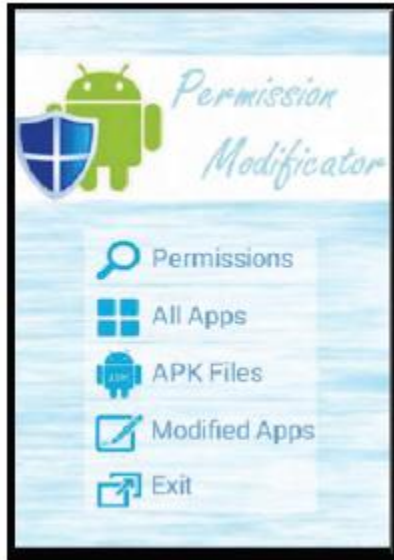 Permission
Modificator
Permissions
All Apps
APK Files
Modified Apps
Exit